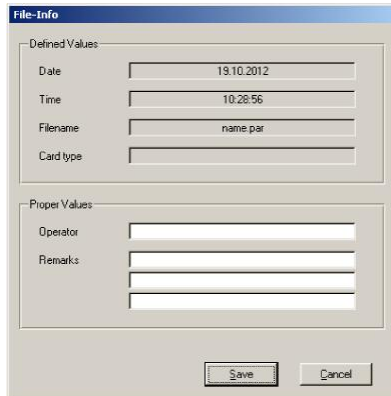 File-Info
Defined Values
Date 19.10.2012
Time 10:28:56
Filename name.par
Card type
Proper Values
Operator
Remarks
Save Cancel